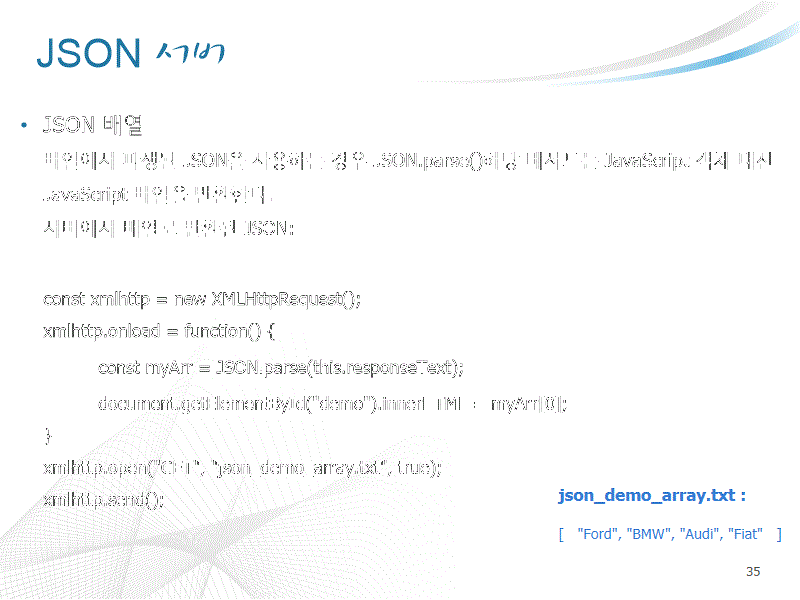 JSON 서버
• JSON 배열
배열에서 파생된 JSON을 사용하는 경우 JSON.parse()해당 메서드는 JavaScript 객체 대신
JavaScript 배열을 반환한다.
서버에서 배열로 반환된 JSON:
const xmlhttp = new XMLHttpRequest();
xmlhttp.onload = function() {
const myArr = JSON.parse(this.responseText);
document.getElementById("demo").innerHTML = myArr[0];
}
xmlhttp.open("GET", "json_demo_array.txt", true);
xmlhttp.send();
json_demo_array.txt :
[ "Ford", "BMW", "Audi", "Fiat" ]
35